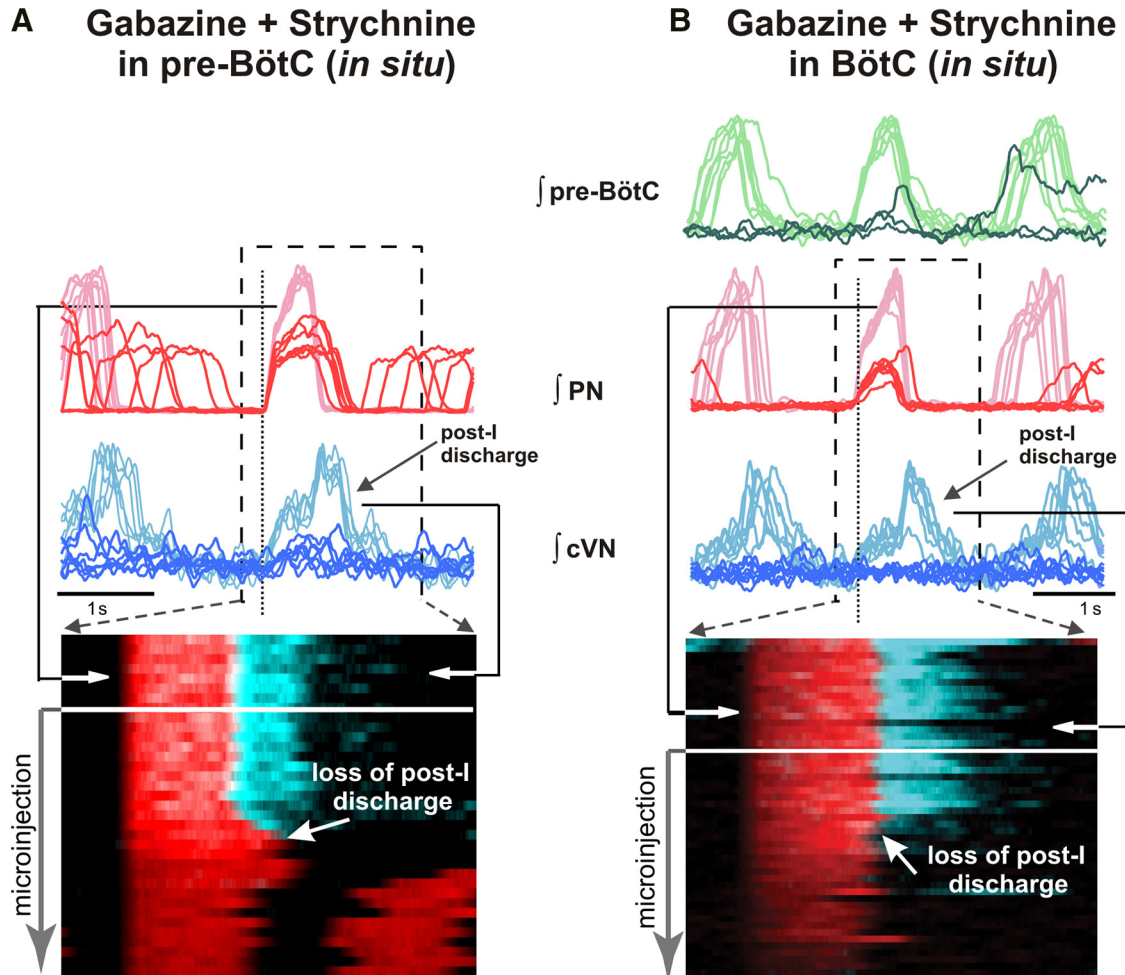 A
Gabazine + Strychnine
in pre-BötC (in situ)
B
Gabazine + Strychnine
in BötC (in situ)
∫ pre-BötC
∫ PN
post-I
discharge
post-I
discharge
∫ cVN
1 s
1 s
loss of post-I
discharge
microinjection
loss of post-I
discharge
microinjection